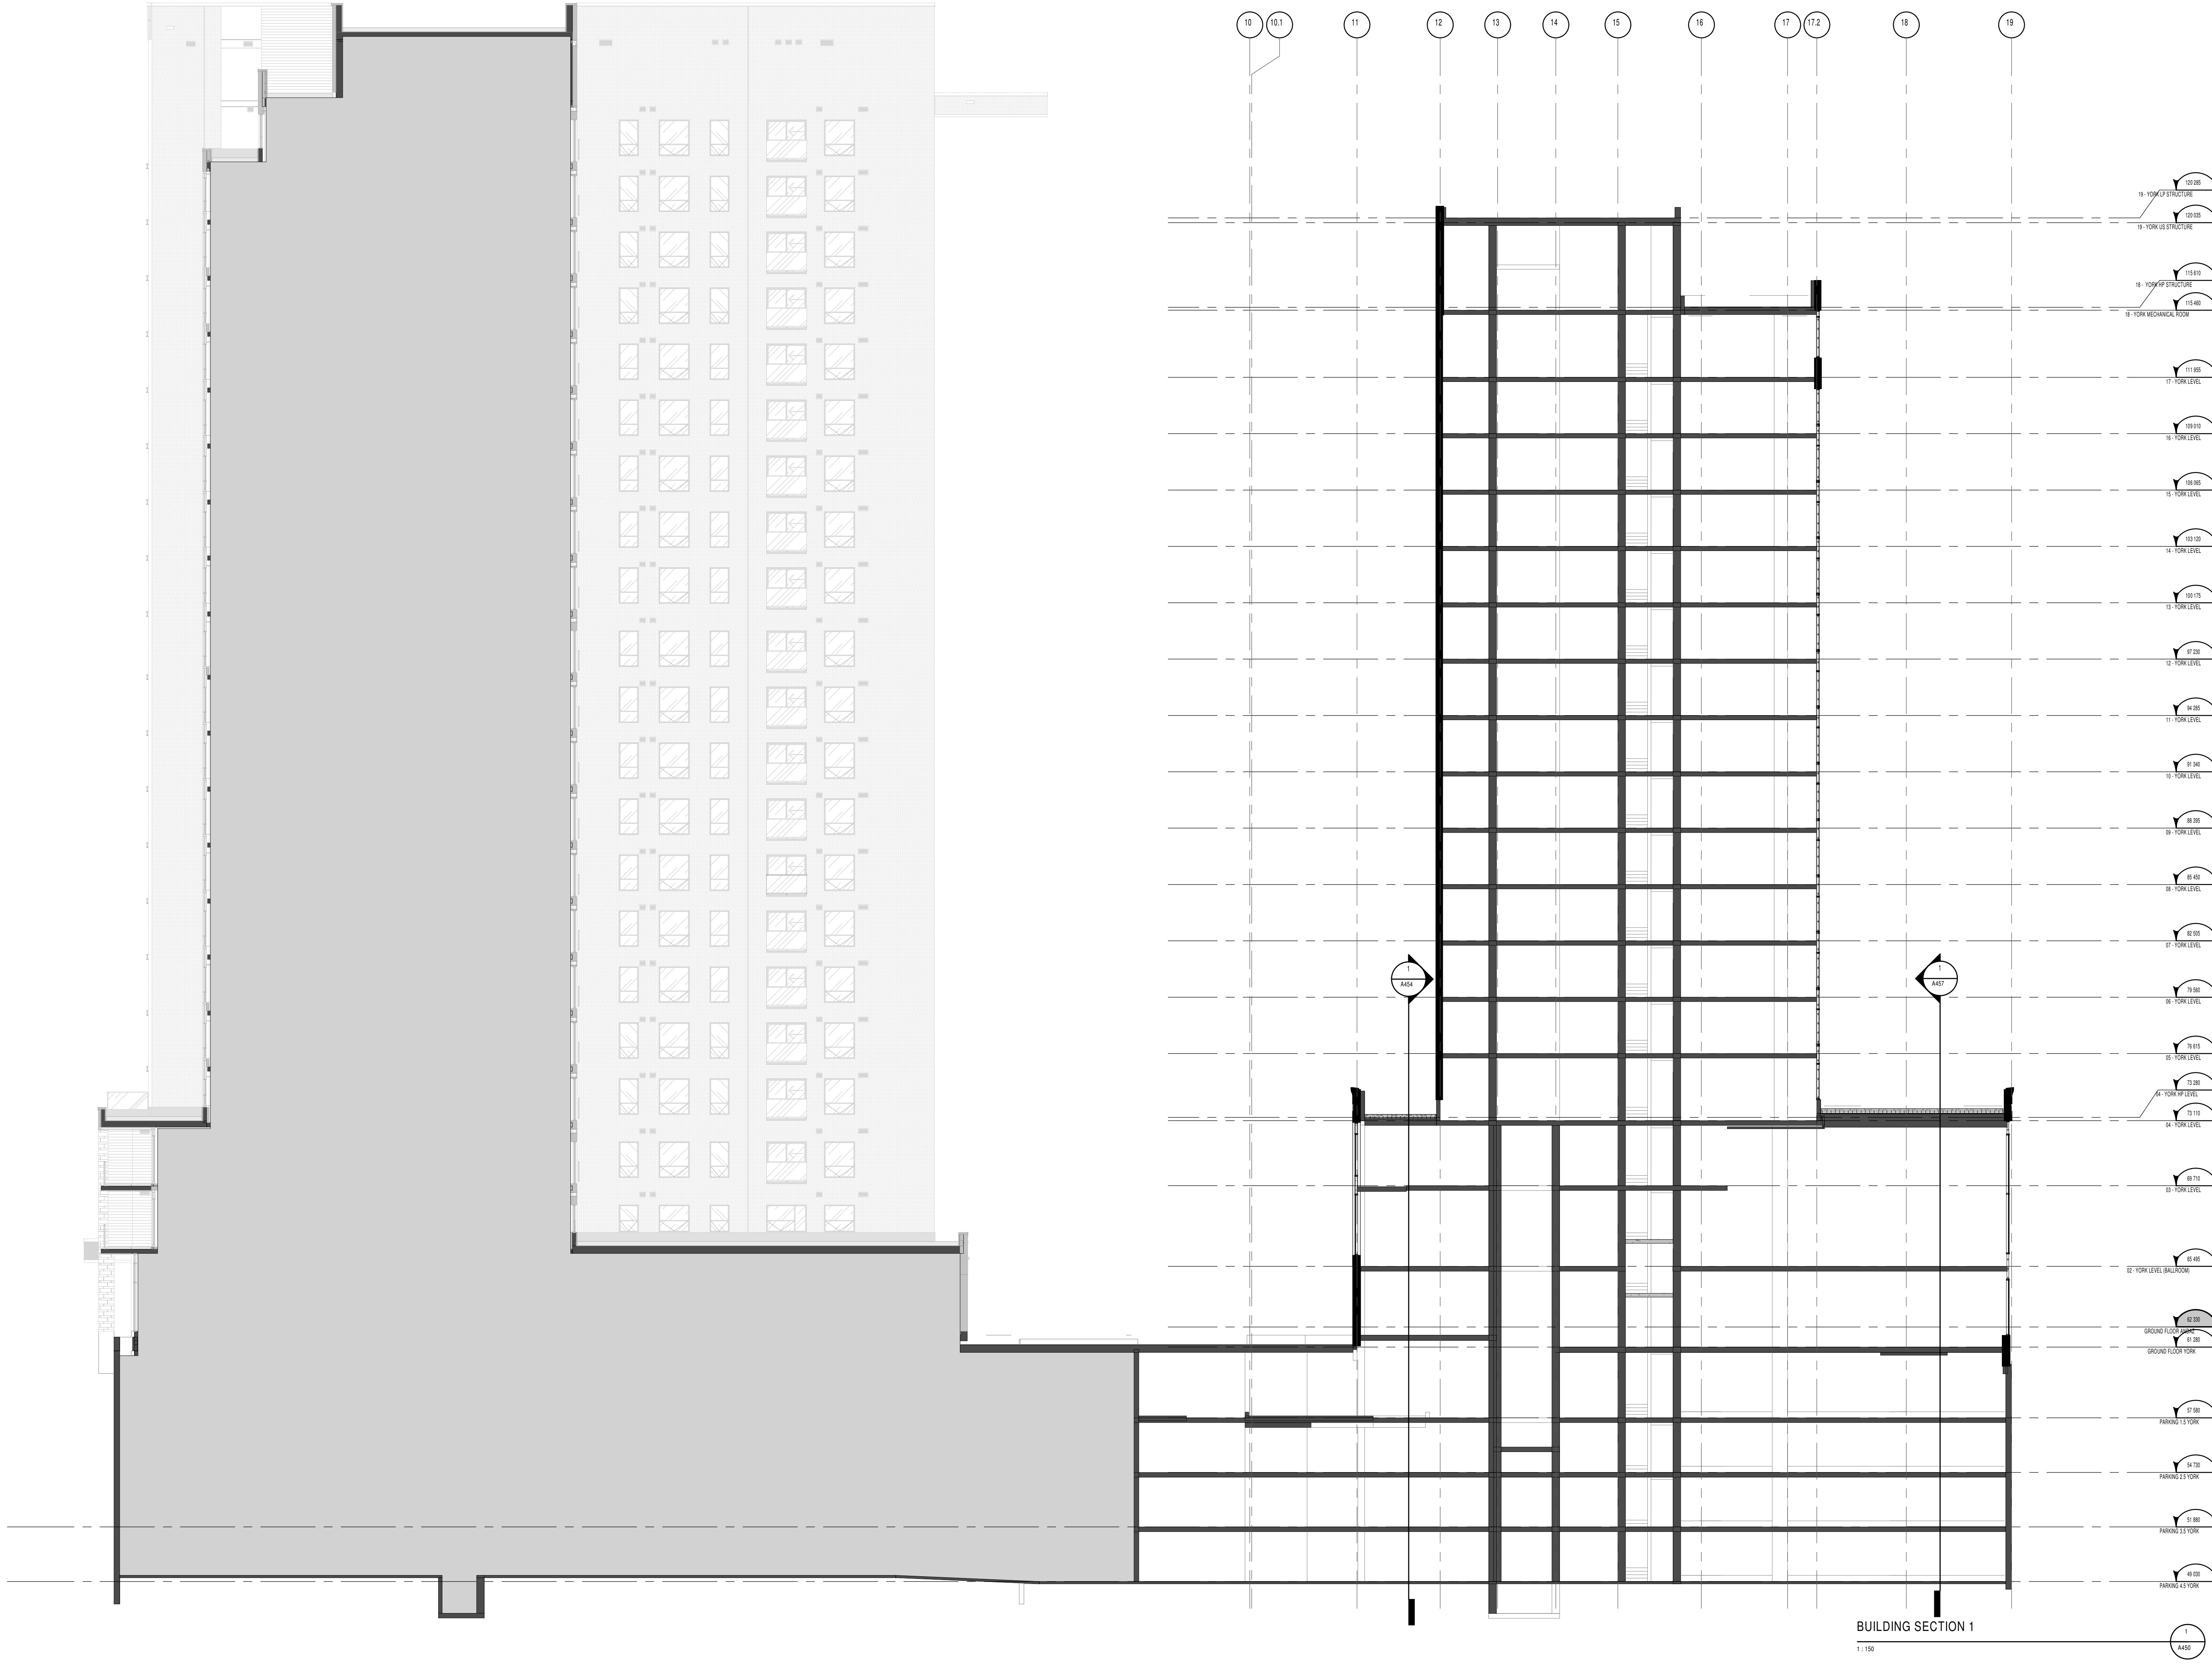 10
10.1
11
12
13
14
15
16
17
17.2
18
19
120 285
19 - YORK LP STRUCTURE
120 035
19 - YORK US STRUCTURE
115 610
18 - YORK HP STRUCTURE
115 460
18 - YORK MECHANICAL ROOM
111 955
17 - YORK LEVEL
109 010
16 - YORK LEVEL
106 065
15 - YORK LEVEL
103 120
14 - YORK LEVEL
100 175
13 - YORK LEVEL
97 230
12 - YORK LEVEL
94 285
11 - YORK LEVEL
91 340
10 - YORK LEVEL
88 395
09 - YORK LEVEL
85 450
08 - YORK LEVEL
82 505
07 - YORK LEVEL
1
A454
1
A457
79 560
06 - YORK LEVEL
76 615
05 - YORK LEVEL
73 280
04 - YORK HP LEVEL
73 110
04 - YORK LEVEL
69 710
03 - YORK LEVEL
65 495
02 - YORK LEVEL (BALLROOM)
62 330
GROUND FLOOR ANDAZ
61 280
GROUND FLOOR YORK
57 580
PARKING 1.5 YORK
54 730
PARKING 2.5 YORK
51 880
PARKING 3.5 YORK
49 030
PARKING 4.5 YORK
BUILDING SECTION 1
1 : 150
1
A450